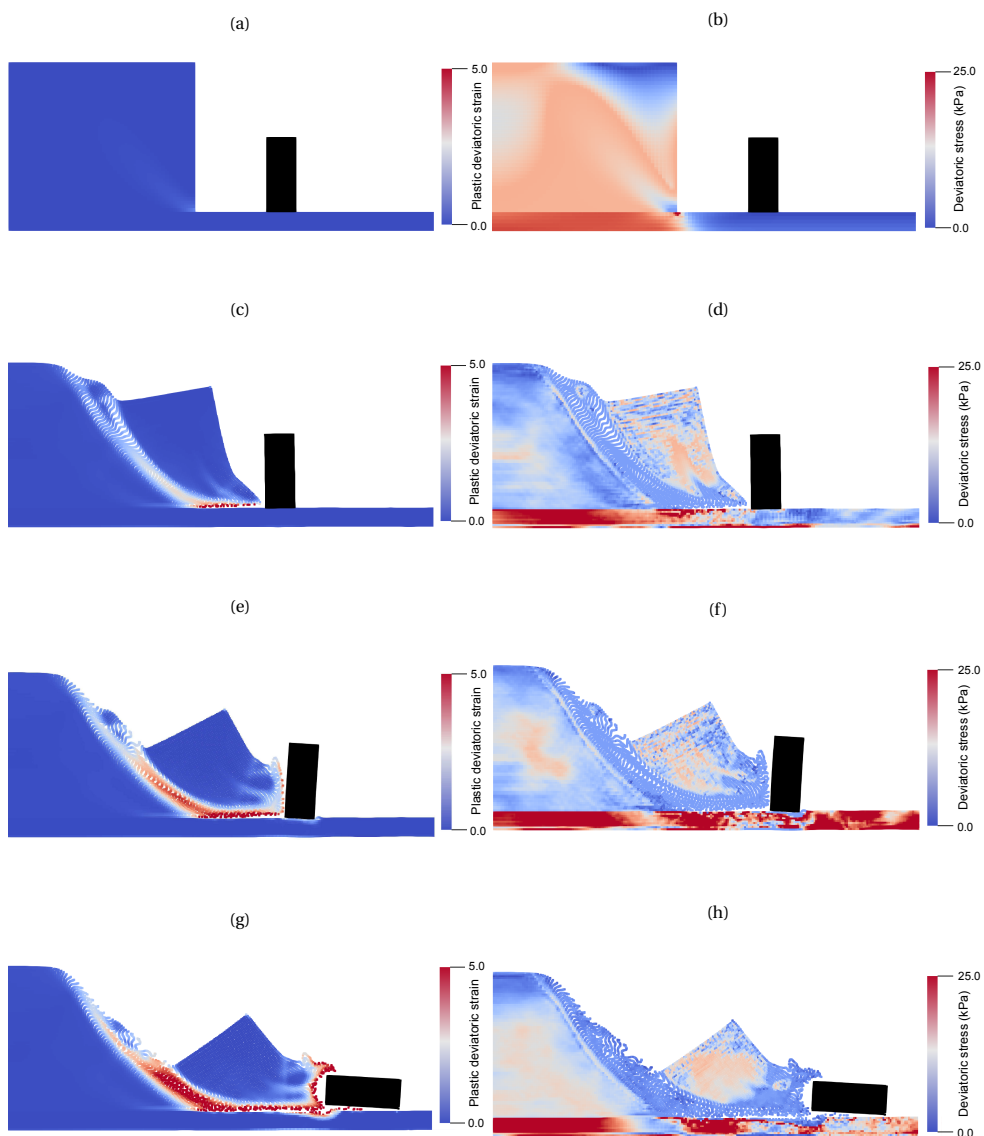 (a)
(b)
5.0
Plastic deviatoric strain
0.0
25.0
Deviatoric stress (kPa)
0.0
(c)
(d)
5.0
Plastic deviatoric strain
0.0
25.0
Deviatoric stress (kPa)
0.0
(e)
(f)
5.0
Plastic deviatoric strain
0.0
25.0
Deviatoric stress (kPa)
0.0
(g)
(h)
5.0
Plastic deviatoric strain
0.0
25.0
Deviatoric stress (kPa)
0.0